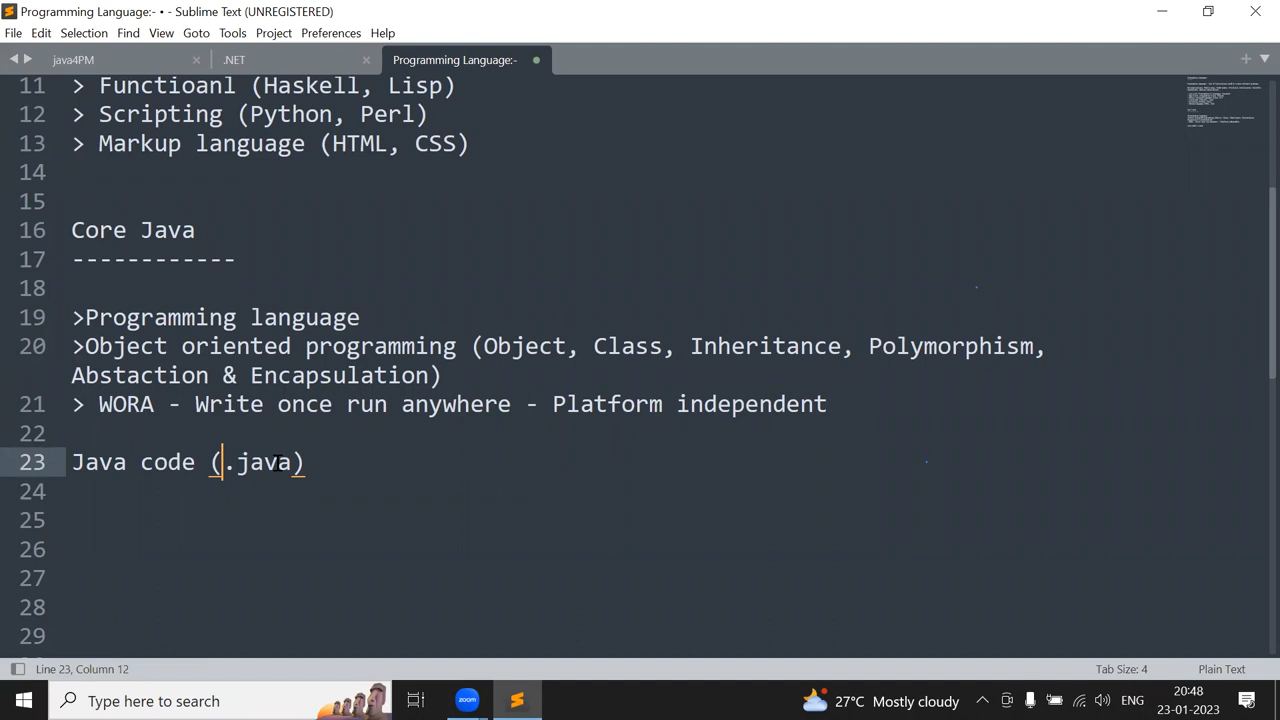 Programming Language:- • - Sublime Text (UNREGISTERED)
File Edit Selection Find View Goto Tools Project Preferences Help
java4PM × .NET × Programming Language:-
11 > Functioanl (Haskell, Lisp)
12 > Scripting (Python, Perl)
13 > Markup language (HTML, CSS)
14
15
16 Core Java
17 ------------
18
19 >Programming language
20 >Object oriented programming (Object, Class, Inheritance, Polymorphism,
Abstaction & Encapsulation)
21 > WORA - Write once run anywhere - Platform independent
22
23 Java code (.java)
24
25
26
27
28
29
Line 23, Column 12 Tab Size: 4 Plain Text
Type here to search zoom 27°C Mostly cloudy ENG 20:48
23-01-2023